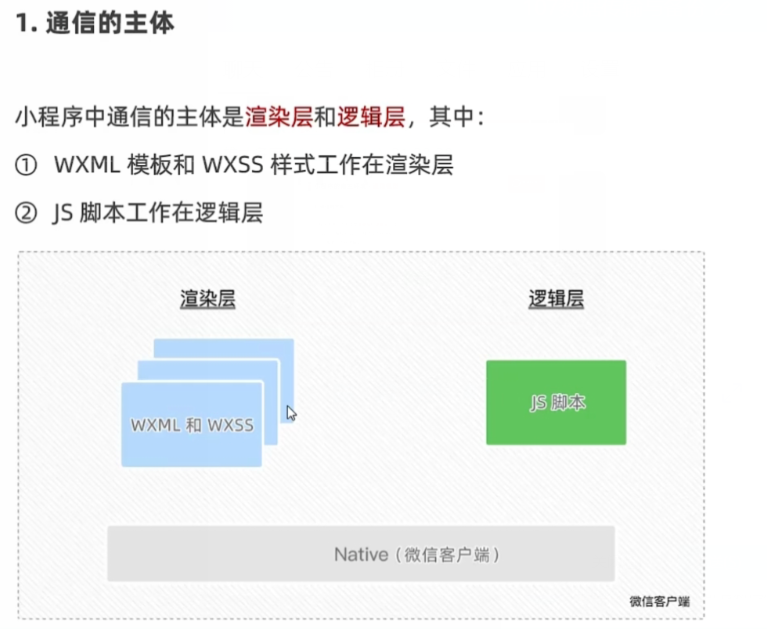 1. 通信的主体
小程序中通信的主体是渲染层和逻辑层，其中：
① WXML 模板和 WXSS 样式工作在渲染层
② JS 脚本工作在逻辑层
渲染层
逻辑层
WXML 和 WXSS
JS 脚本
Native（微信客户端）
微信客户端